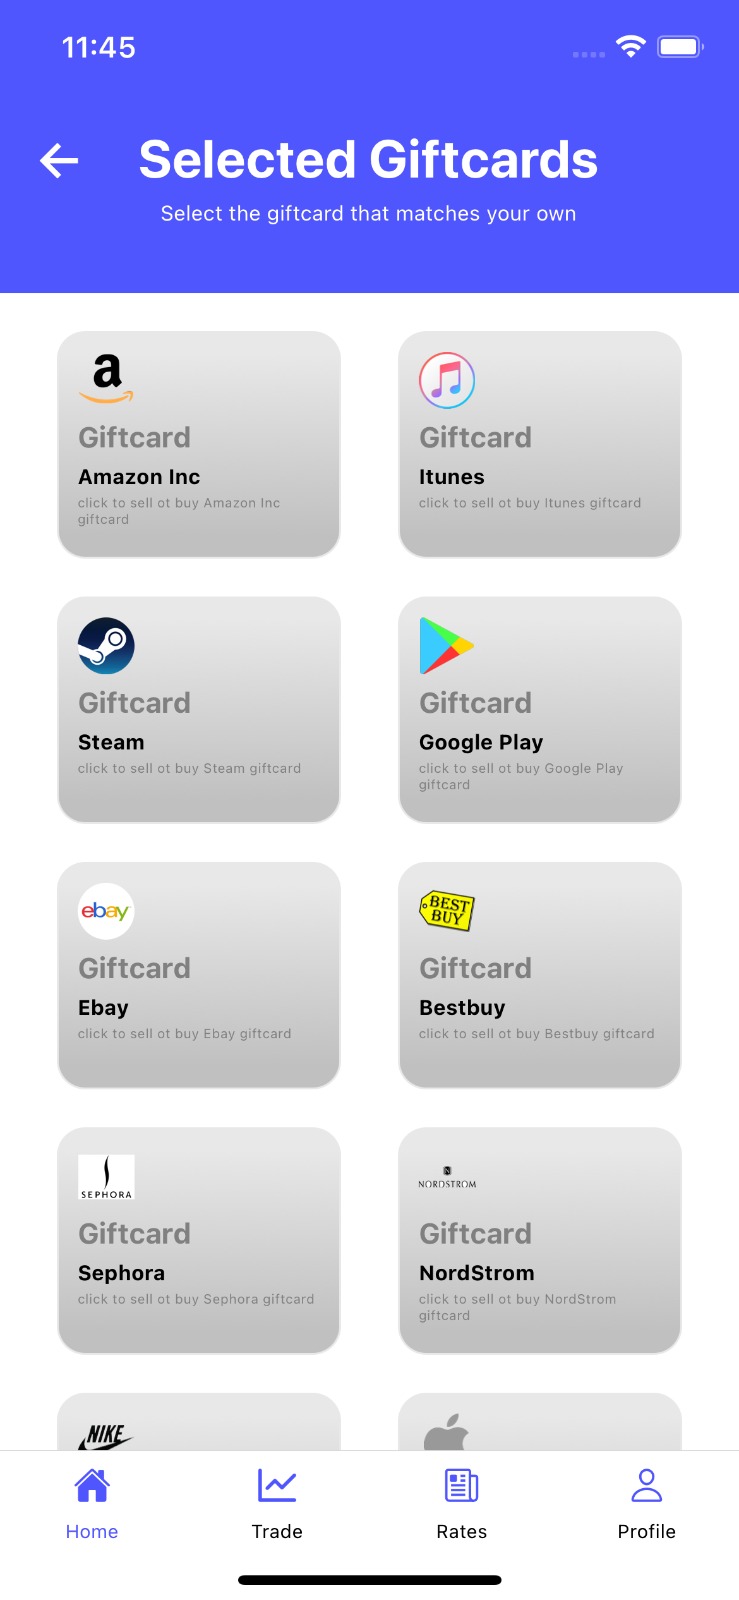 11:45
Selected Giftcards
Select the giftcard that matches your own
a
Giftcard
Amazon Inc
click to sell ot buy Amazon Inc
giftcard
Giftcard
Itunes
click to sell ot buy Itunes giftcard
Giftcard
Steam
click to sell ot buy Steam giftcard
Giftcard
Google Play
click to sell ot buy Google Play
giftcard
ebay
Giftcard
Ebay
click to sell ot buy Ebay giftcard
BEST
BUY
Giftcard
Bestbuy
click to sell ot buy Bestbuy giftcard
SEPHORA
Giftcard
Sephora
click to sell ot buy Sephora giftcard
N
NORDSTROM
Giftcard
NordStrom
click to sell ot buy NordStrom
giftcard
NIKE
Home
Trade
Rates
Profile